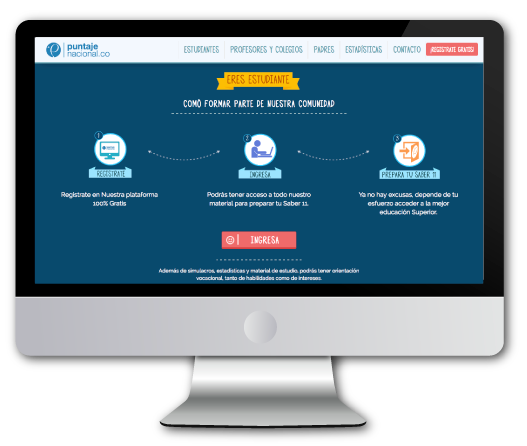 puntaje
nacional.co
ESTUDIANTES
PROFESORES Y COLEGIOS
PADRES
ESTADÍSTICAS
CONTACTO
¡REGISTRATE GRATIS!
ERES ESTUDIANTE
COMÓ FORMAR PARTE DE NUESTRA COMUNIDAD
1
2
3
REGÍSTRATE
INGRESA
PREPARA TU SABER 11
Regístrate en Nuestra plataforma
100% Gratis
Podrás tener acceso a todo nuestro
material para preparar tu Saber 11.
Ya no hay excusas, depende de tu
esfuerzo acceder a la mejor
educación Superior.
INGRESA
Además de simulacros, estadísticas y material de estudio, podrás tener orientación
vocacional, tanto de habilidades como de intereses.